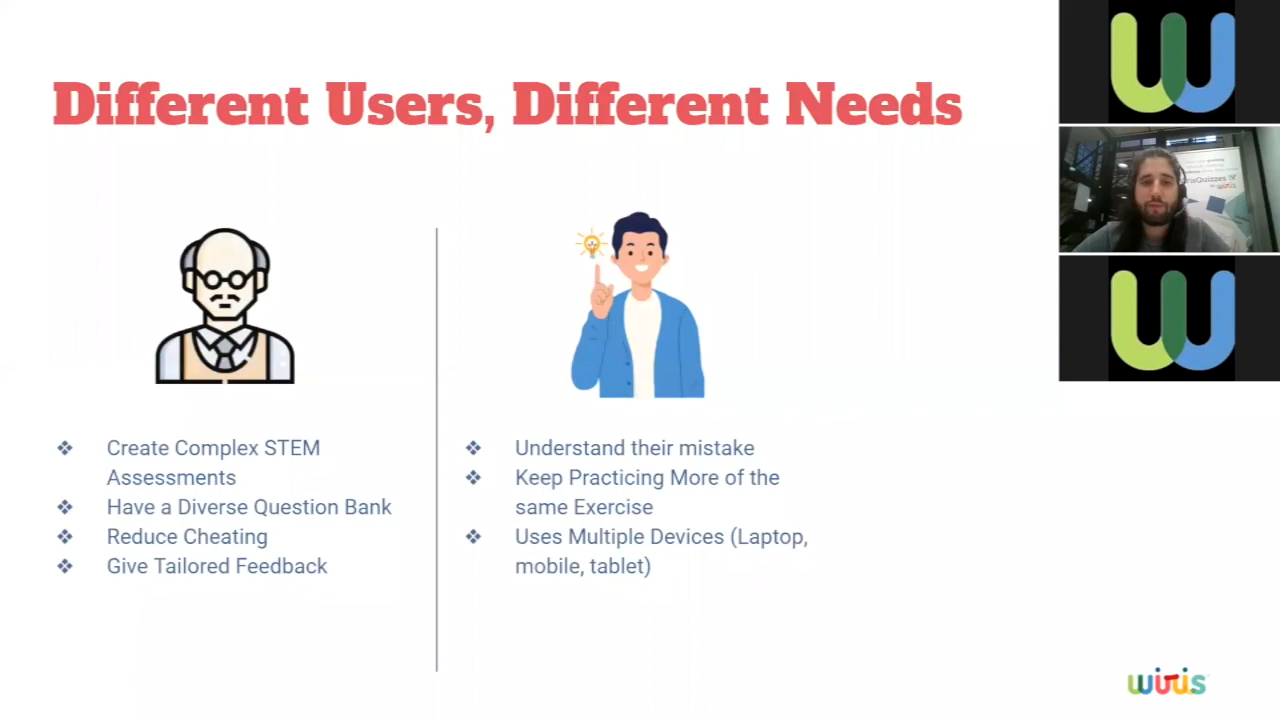 Different Users, Different Needs
❖ Create Complex STEM
Assessments
❖ Have a Diverse Question Bank
❖ Reduce Cheating
❖ Give Tailored Feedback
❖ Understand their mistake
❖ Keep Practicing More of the
same Exercise
❖ Uses Multiple Devices (Laptop,
mobile, tablet)
wiris